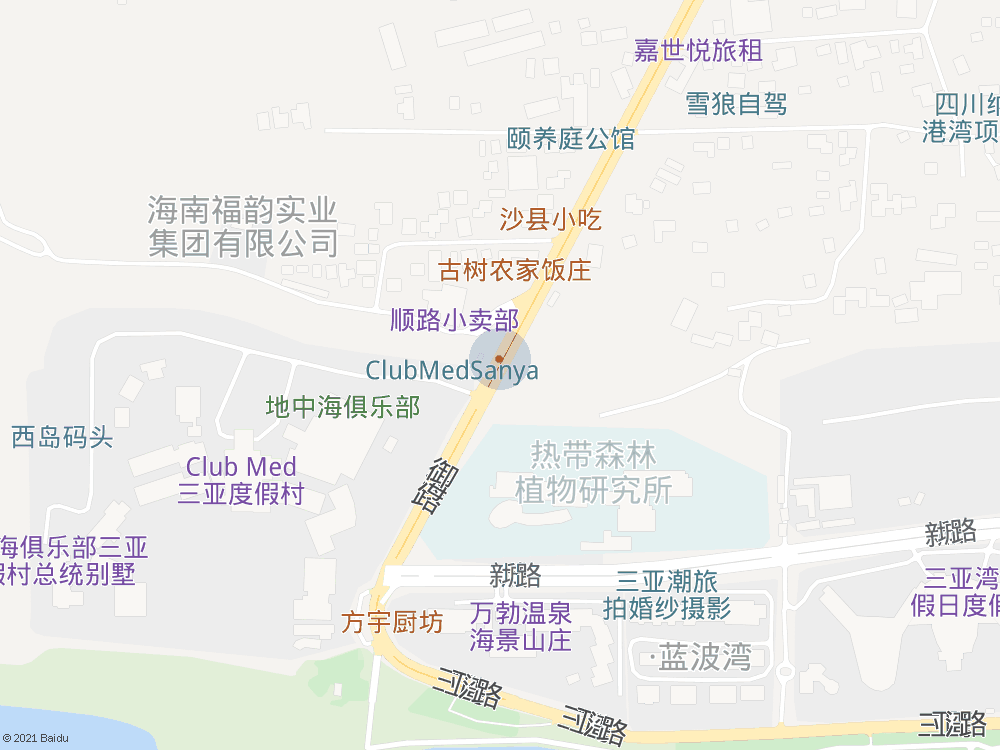 嘉世悦旅租
雪狼自驾
四川纳
港湾项
颐养庭公馆
海南福韵实业
集团有限公司
沙县小吃
古树农家饭庄
顺路小卖部
ClubMedSanya
地中海俱乐部
西岛码头
Club Med
三亚度假村
御路
热带森林
植物研究所
海俱乐部三亚
假村总统别墅
新路
新路
三亚潮旅
拍婚纱摄影
三亚湾
假日度假
方宇厨坊
万勃温泉
海景山庄
·蓝波湾
三亚湾路
三亚湾路
三亚湾路
© 2021 Baidu